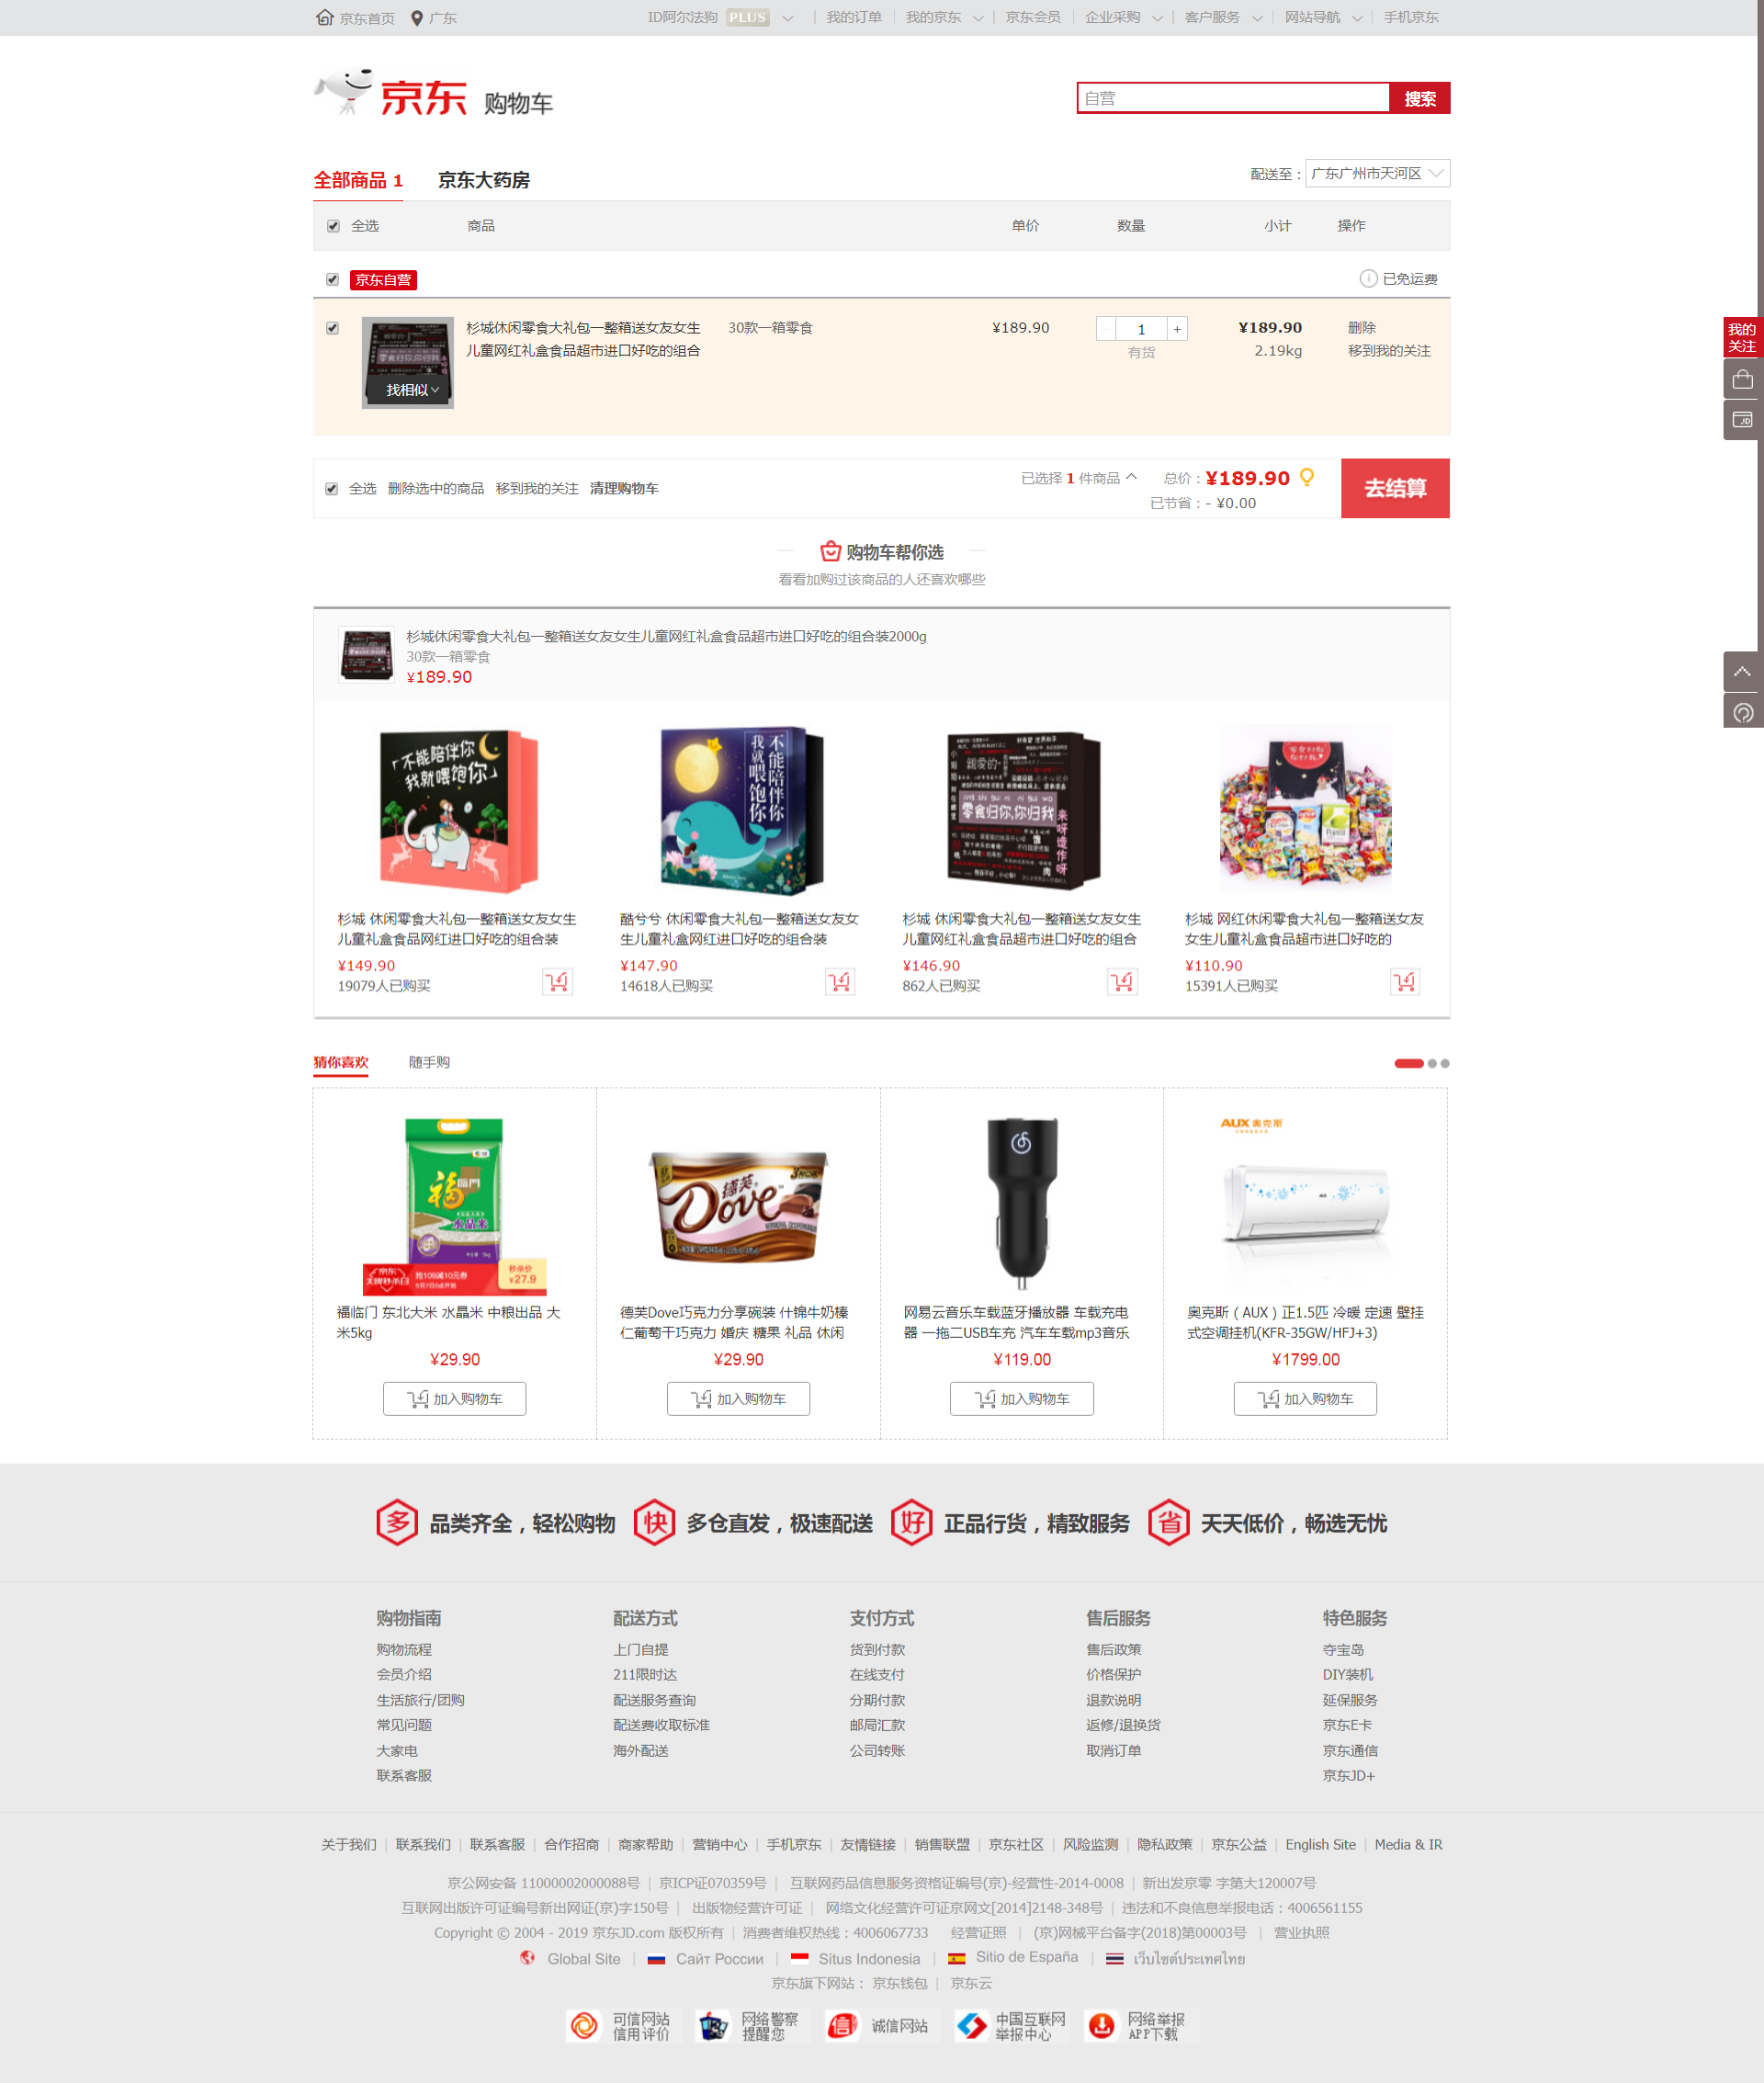 京东首页 广东 ID阿尔法狗 PLUS 我的订单 我的京东 京东会员 企业采购 客户服务 网站导航 手机京东
京东 购物车 自营 搜索
全部商品 1 京东大药房 配送至：广东广州市天河区
全选 商品 单价 数量 小计 操作
京东自营 已免运费
杉城休闲零食大礼包一整箱送女友女生 30款一箱零食 ¥189.90 - 1 + ¥189.90 删除
儿童网红礼盒食品超市进口好吃的组合 有货 2.19kg 移到我的关注
找相似
我的
关注
全选 删除选中的商品 移到我的关注 清理购物车 已选择 1 件商品 总价：¥189.90 去结算
已节省：- ¥0.00
购物车帮你选
看看加购过该商品的人还喜欢哪些
杉城休闲零食大礼包一整箱送女友女生儿童网红礼盒食品超市进口好吃的组合装2000g
30款一箱零食
¥189.90
「不能陪伴你
我就喂饱你」
不能陪伴你
我就喂饱你
親爱的
零食归你,你归我
来呀造作呀
杉城 休闲零食大礼包一整箱送女友女生 酷兮兮 休闲零食大礼包一整箱送女友女 杉城 休闲零食大礼包一整箱送女友女生 杉城 网红休闲零食大礼包一整箱送女友
儿童礼盒食品网红进口好吃的组合装 生儿童礼盒网红进口好吃的组合装 儿童网红礼盒食品超市进口好吃的组合 女生儿童礼盒食品超市进口好吃的
¥149.90 ¥147.90 ¥146.90 ¥110.90
19079人已购买 14618人已购买 862人已购买 15391人已购买
猜你喜欢 随手购
福临門
水晶米
秒杀价
¥27.9
德芙
Dove
AUX 奥克斯
福临门 东北大米 水晶米 中粮出品 大 德芙Dove巧克力分享碗装 什锦牛奶榛 网易云音乐车载蓝牙播放器 车载充电 奥克斯（AUX）正1.5匹 冷暖 定速 壁挂
米5kg 仁葡萄干巧克力 婚庆 糖果 礼品 休闲 器 一拖二USB车充 汽车车载mp3音乐 式空调挂机(KFR-35GW/HFJ+3)
¥29.90 ¥29.90 ¥119.00 ¥1799.00
加入购物车 加入购物车 加入购物车 加入购物车
多 品类齐全，轻松购物 快 多仓直发，极速配送 好 正品行货，精致服务 省 天天低价，畅选无忧
购物指南 配送方式 支付方式 售后服务 特色服务
购物流程 上门自提 货到付款 售后政策 夺宝岛
会员介绍 211限时达 在线支付 价格保护 DIY装机
生活旅行/团购 配送服务查询 分期付款 退款说明 延保服务
常见问题 配送费收取标准 邮局汇款 返修/退换货 京东E卡
大家电 海外配送 公司转账 取消订单 京东通信
联系客服 京东JD+
关于我们 | 联系我们 | 联系客服 | 合作招商 | 商家帮助 | 营销中心 | 手机京东 | 友情链接 | 销售联盟 | 京东社区 | 风险监测 | 隐私政策 | 京东公益 | English Site | Media & IR
京公网安备 11000002000088号 | 京ICP证070359号 | 互联网药品信息服务资格证编号(京)-经营性-2014-0008 | 新出发京零 字第大120007号
互联网出版许可证编号新出网证(京)字150号 | 出版物经营许可证 | 网络文化经营许可证京网文[2014]2148-348号 | 违法和不良信息举报电话：4006561155
Copyright © 2004 - 2019 京东JD.com 版权所有 | 消费者维权热线：4006067733 经营证照 | (京)网械平台备字(2018)第00003号 | 营业执照
Global Site | Сайт России | Situs Indonesia | Sitio de España | เว็บไซต์ประเทศไทย
京东旗下网站： 京东钱包 | 京东云
可信网站 网络警察 诚信网站 中国互联网 网络举报
信用评价 提醒您 举报中心 APP下载